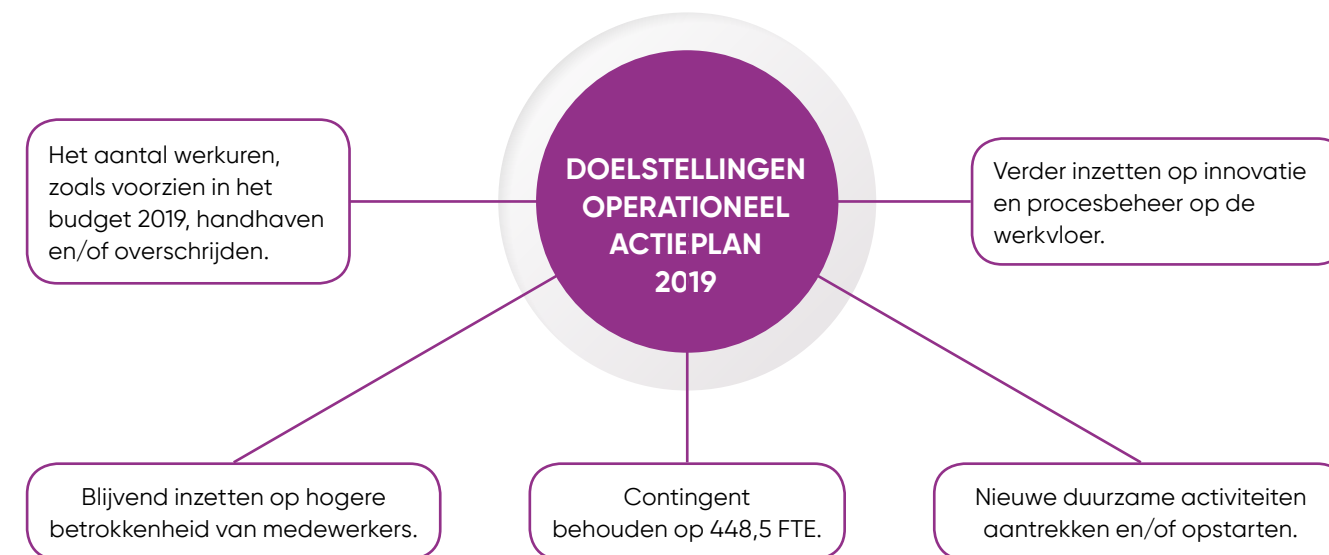 DOELSTELLINGEN
OPERATIONEEL
ACTIEPLAN
2019
Het aantal werkuren,
zoals voorzien in het
budget 2019, handhaven
en/of overschrijden.
Verder inzetten op innovatie
en procesbeheer op de
werkvloer.
Blijvend inzetten op hogere
betrokkenheid van medewerkers.
Contingent
behouden op 448,5 FTE.
Nieuwe duurzame activiteiten
aantrekken en/of opstarten.